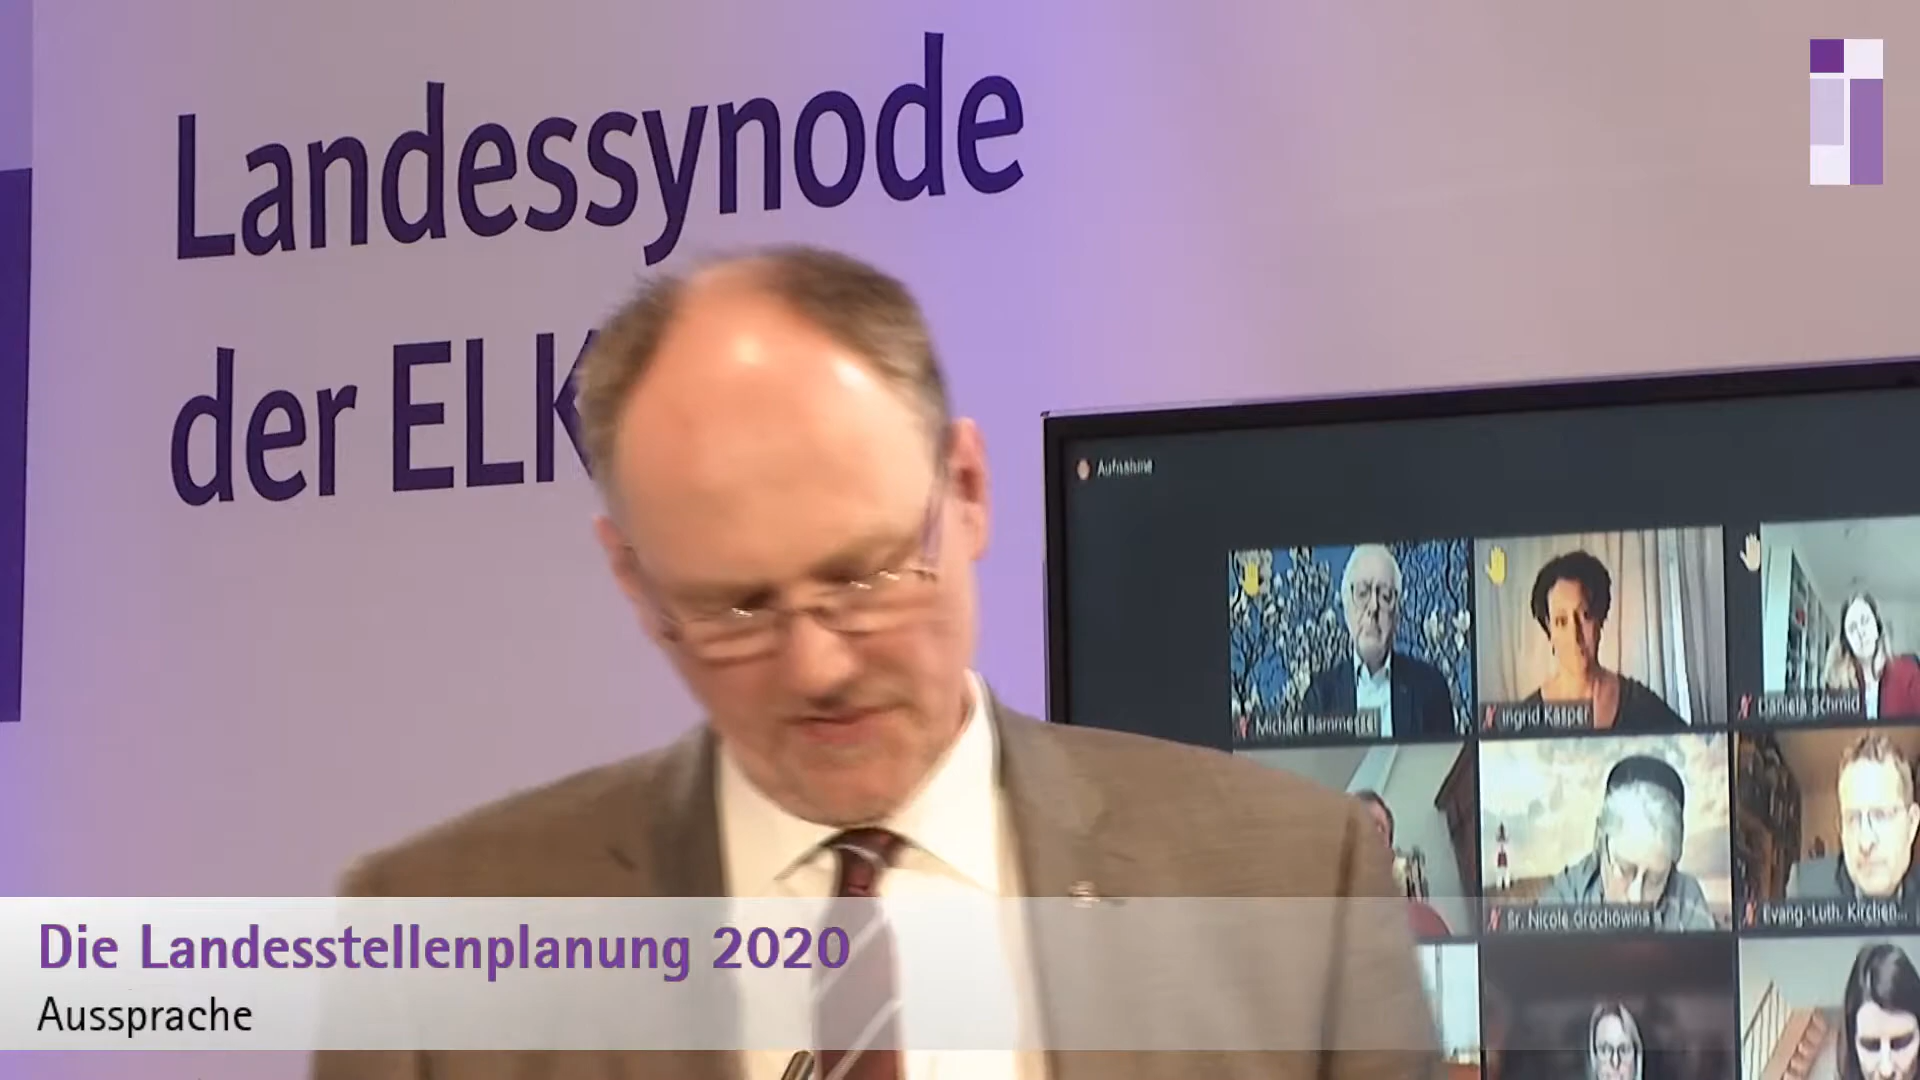 Landessynode
der ELK
Aufnahme
Michael Bammessel
Ingrid Kasper
Daniela Schmid
Sr. Nicole Grochowina
Evang.-Luth. Kirchen...
Die Landesstellenplanung 2020
Aussprache